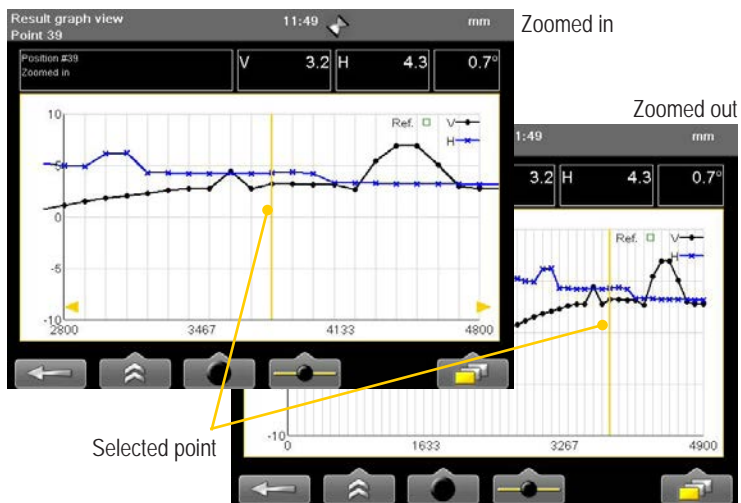 Result graph view 11:49 mm
Point 39
Zoomed in
Position #39
Zoomed in
V 3.2 H 4.3 0.7°
10
5
0
-5
-10
Ref. V
H
2800 3467 4133 4800
Zoomed out
1:49 mm
3.2 H 4.3 0.7°
Ref. V
H
-10
0 1633 3267 4900
Selected point